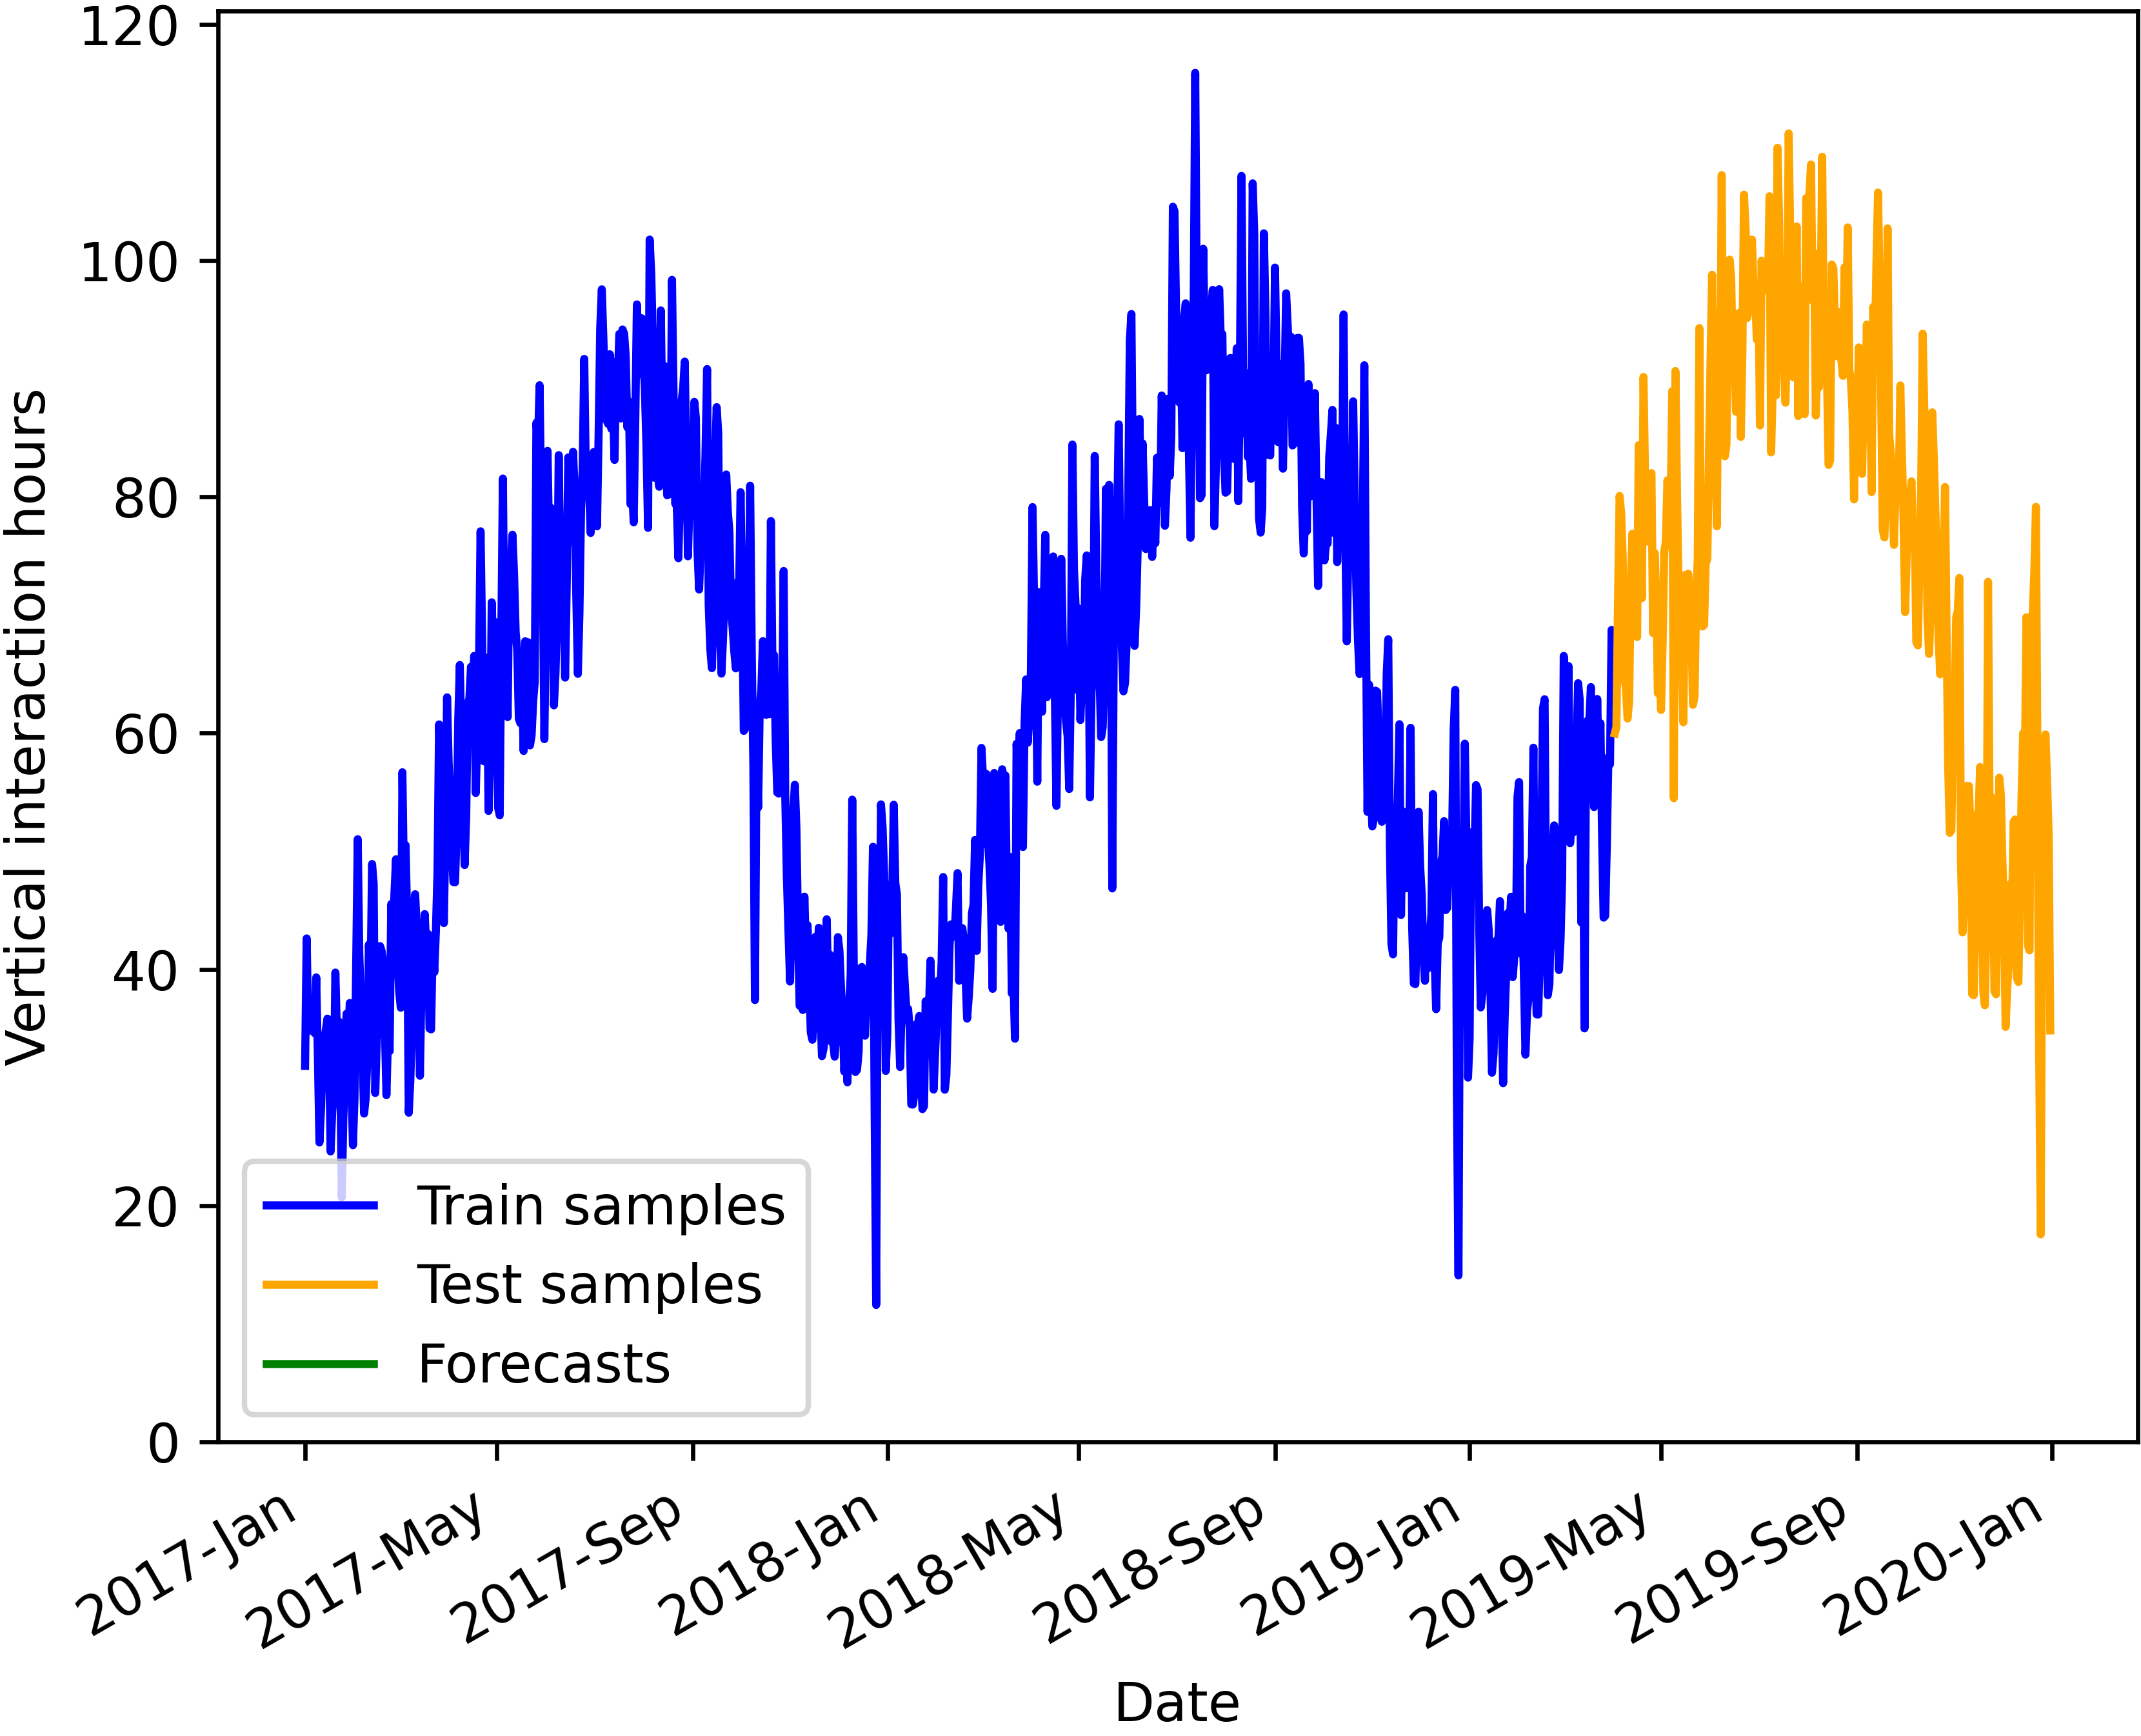 120
100
80
60
40
20
0
Vertical interaction hours
Train samples
Test samples
Forecasts
2017-Jan
2017-May
2017-Sep
2018-Jan
2018-May
2018-Sep
2019-Jan
2019-May
2019-Sep
2020-Jan
Date